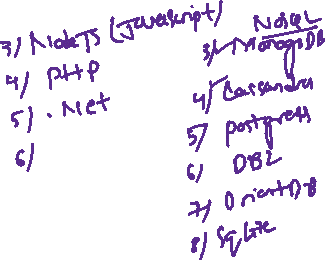 3) NodeJS (Javascript)
4) PHP
5) .Net
6)
NoSQL
3) MongoDB
4) Cassandra
5) Postgress
6) DB2
7) OrientDB
8) SqLite